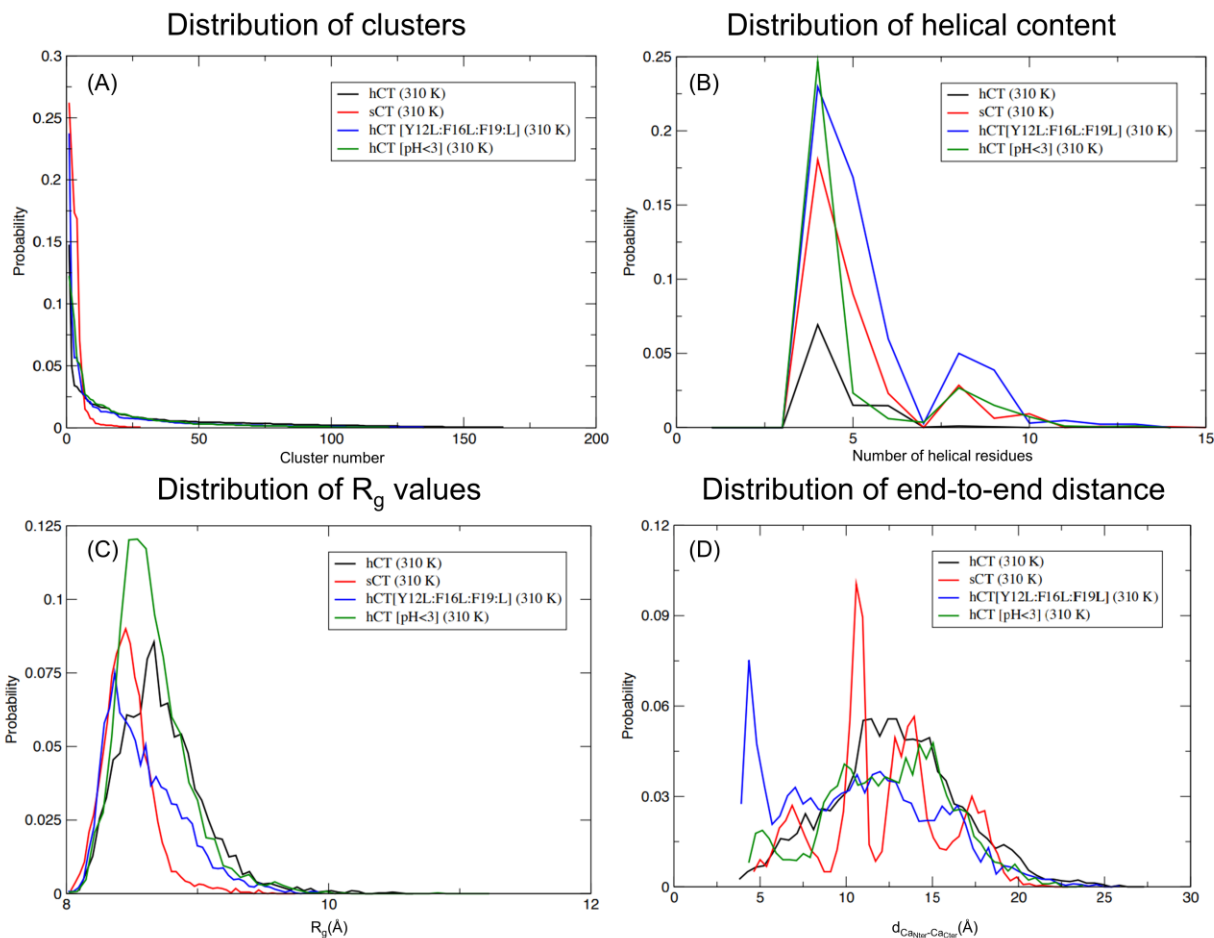 Distribution of clusters
(A)
0.3
0.25
0.2
0.15
0.1
0.05
0
Probability
hCT (310 K)
sCT (310 K)
hCT [Y12L:F16L:F19:L] (310 K)
hCT [pH<3] (310 K)
0 50 100 150 200
Cluster number
Distribution of helical content
(B)
0.25
0.2
0.15
0.1
0.05
0
Probability
hCT (310 K)
sCT (310 K)
hCT[Y12L:F16L:F19L] (310 K)
hCT [pH<3] (310 K)
0 5 10 15
Number of helical residues
Distribution of Rg values
(C)
0.125
0.1
0.075
0.05
0.025
0
Probability
hCT (310 K)
sCT (310 K)
hCT[Y12L:F16L:F19:L] (310 K)
hCT [pH<3] (310 K)
8 10 12
Rg(Å)
Distribution of end-to-end distance
(D)
0.12
0.09
0.06
0.03
0
Probability
hCT (310 K)
sCT (310 K)
hCT[Y12L:F16L:F19L] (310 K)
hCT [pH<3] (310 K)
0 5 10 15 20 25 30
dCaNter-CaCter(Å)